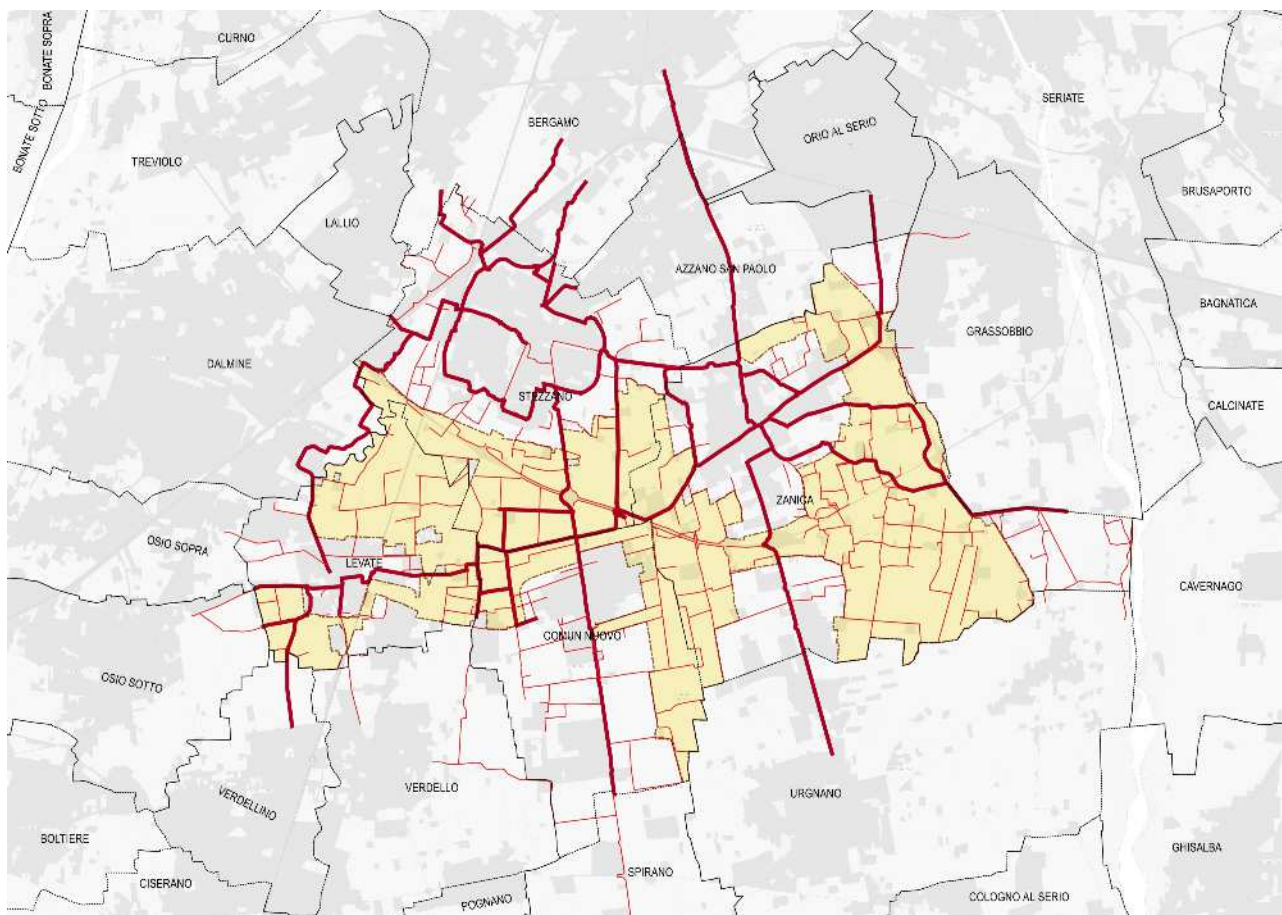 CURNO
BONATE SOPRA
BONATE SOTTO
TREVIOLO
BERGAMO
SERIATE
ORIO AL SERIO
BRUSAPORTO
LALLIO
AZZANO SAN PAOLO
BAGNATICA
GRASSOBBIO
DALMINE
STEZZANO
CALCINATE
ZANICA
OSIO SOPRA
LEVATE
CAVERNAGO
COMUN NUOVO
OSIO SOTTO
VERDELLO
URGNANO
VERDELLINO
BOLTIERE
GHISALBA
SPIRANO
CISERANO
COLOGNO AL SERIO
POGNANO